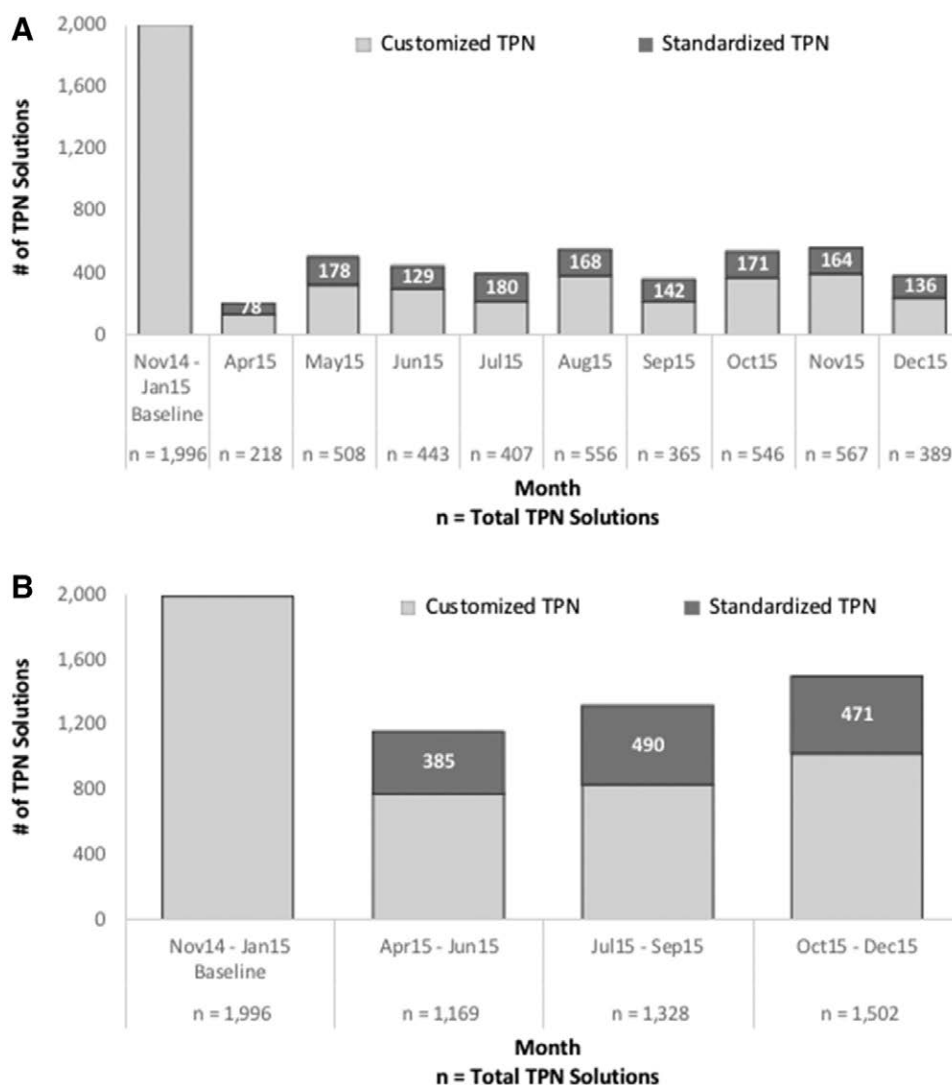 A
2,000
Customized TPN
Standardized TPN
1,600
1,200
800
400
0
# of TPN Solutions
178
129
180
168
142
171
164
136
78
Nov14 - Jan15 Baseline
Apr15
May15
Jun15
Jul15
Aug15
Sep15
Oct15
Nov15
Dec15
n = 1,996
n = 218
n = 508
n = 443
n = 407
n = 556
n = 365
n = 546
n = 567
n = 389
Month
n = Total TPN Solutions
B
2,000
Customized TPN
Standardized TPN
1,600
1,200
800
400
0
# of TPN Solutions
385
490
471
Nov14 - Jan15
Baseline
Apr15 - Jun15
Jul15 - Sep15
Oct15 - Dec15
n = 1,996
n = 1,169
n = 1,328
n = 1,502
Month
n = Total TPN Solutions